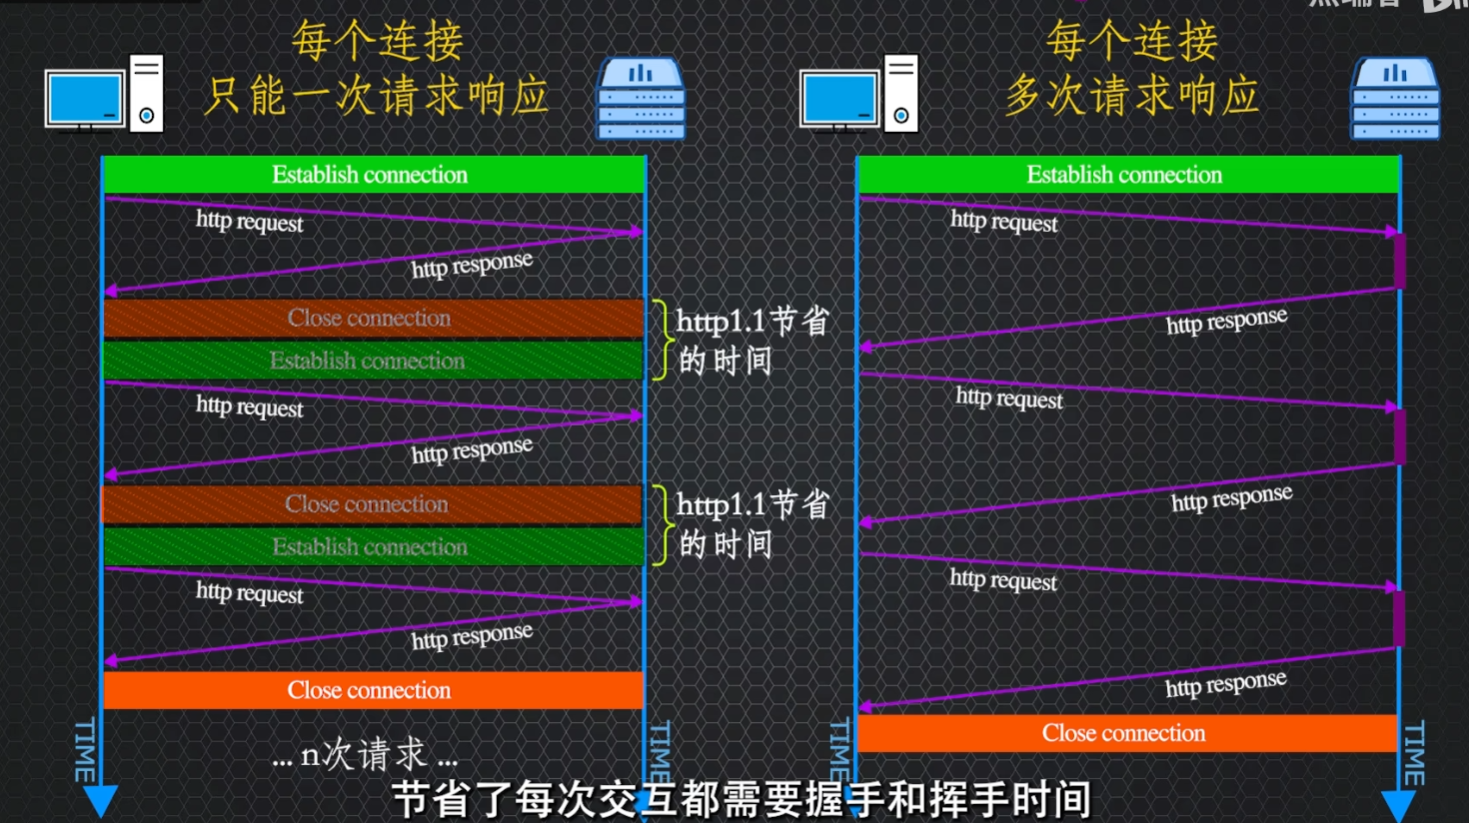 每个连接
只能一次请求响应
Establish connection
http request
http response
Close connection
Establish connection
http1.1节省
的时间
http request
http response
Close connection
Establish connection
http1.1节省
的时间
http request
http response
Close connection
TIME
TIME
... n次请求 ...
每个连接
多次请求响应
Establish connection
http request
http response
http request
http response
http request
http response
Close connection
TIME
TIME
节省了每次交互都需要握手和挥手时间